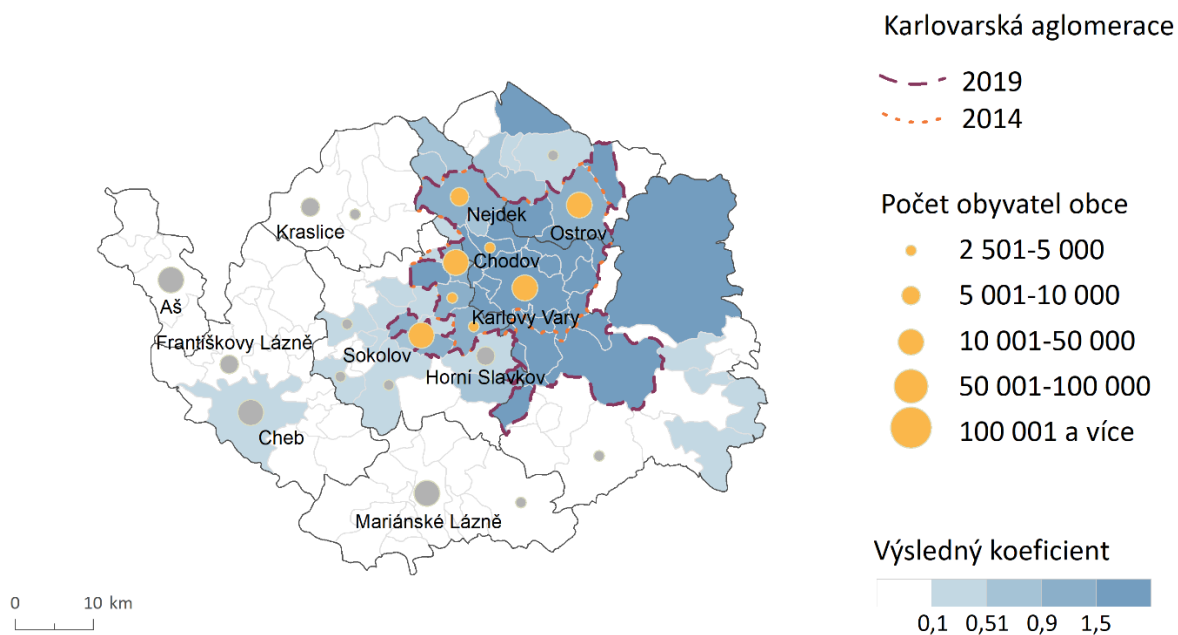 Karlovarská aglomerace
2019
2014
Počet obyvatel obce
2 501-5 000
5 001-10 000
10 001-50 000
50 001-100 000
100 001 a více
Výsledný koeficient
0,1 0,51 0,9 1,5
Nejdek
Ostrov
Kraslice
Chodov
Aš
Karlovy Vary
Františkovy Lázně
Sokolov
Horní Slavkov
Cheb
Mariánské Lázně
0 10 km